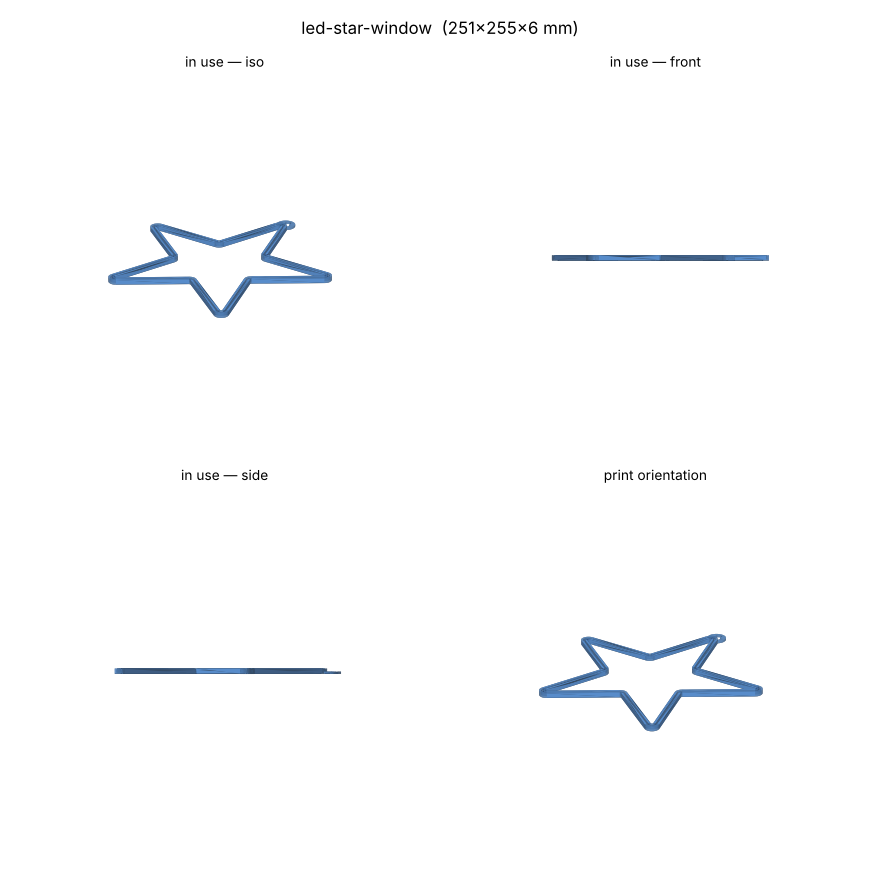 led-star-window  (251×255×6 mm)
in use — iso
in use — front
in use — side
print orientation